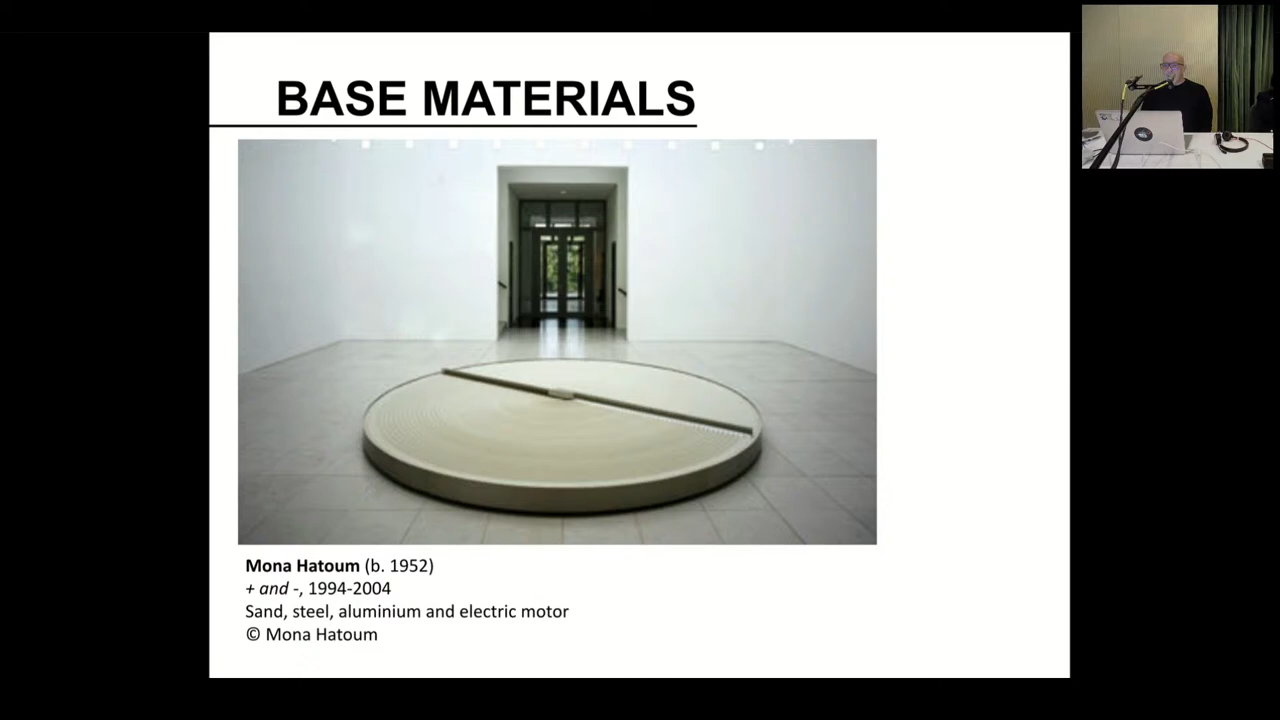 BASE MATERIALS
Mona Hatoum (b. 1952)
+ and -, 1994-2004
Sand, steel, aluminium and electric motor
© Mona Hatoum